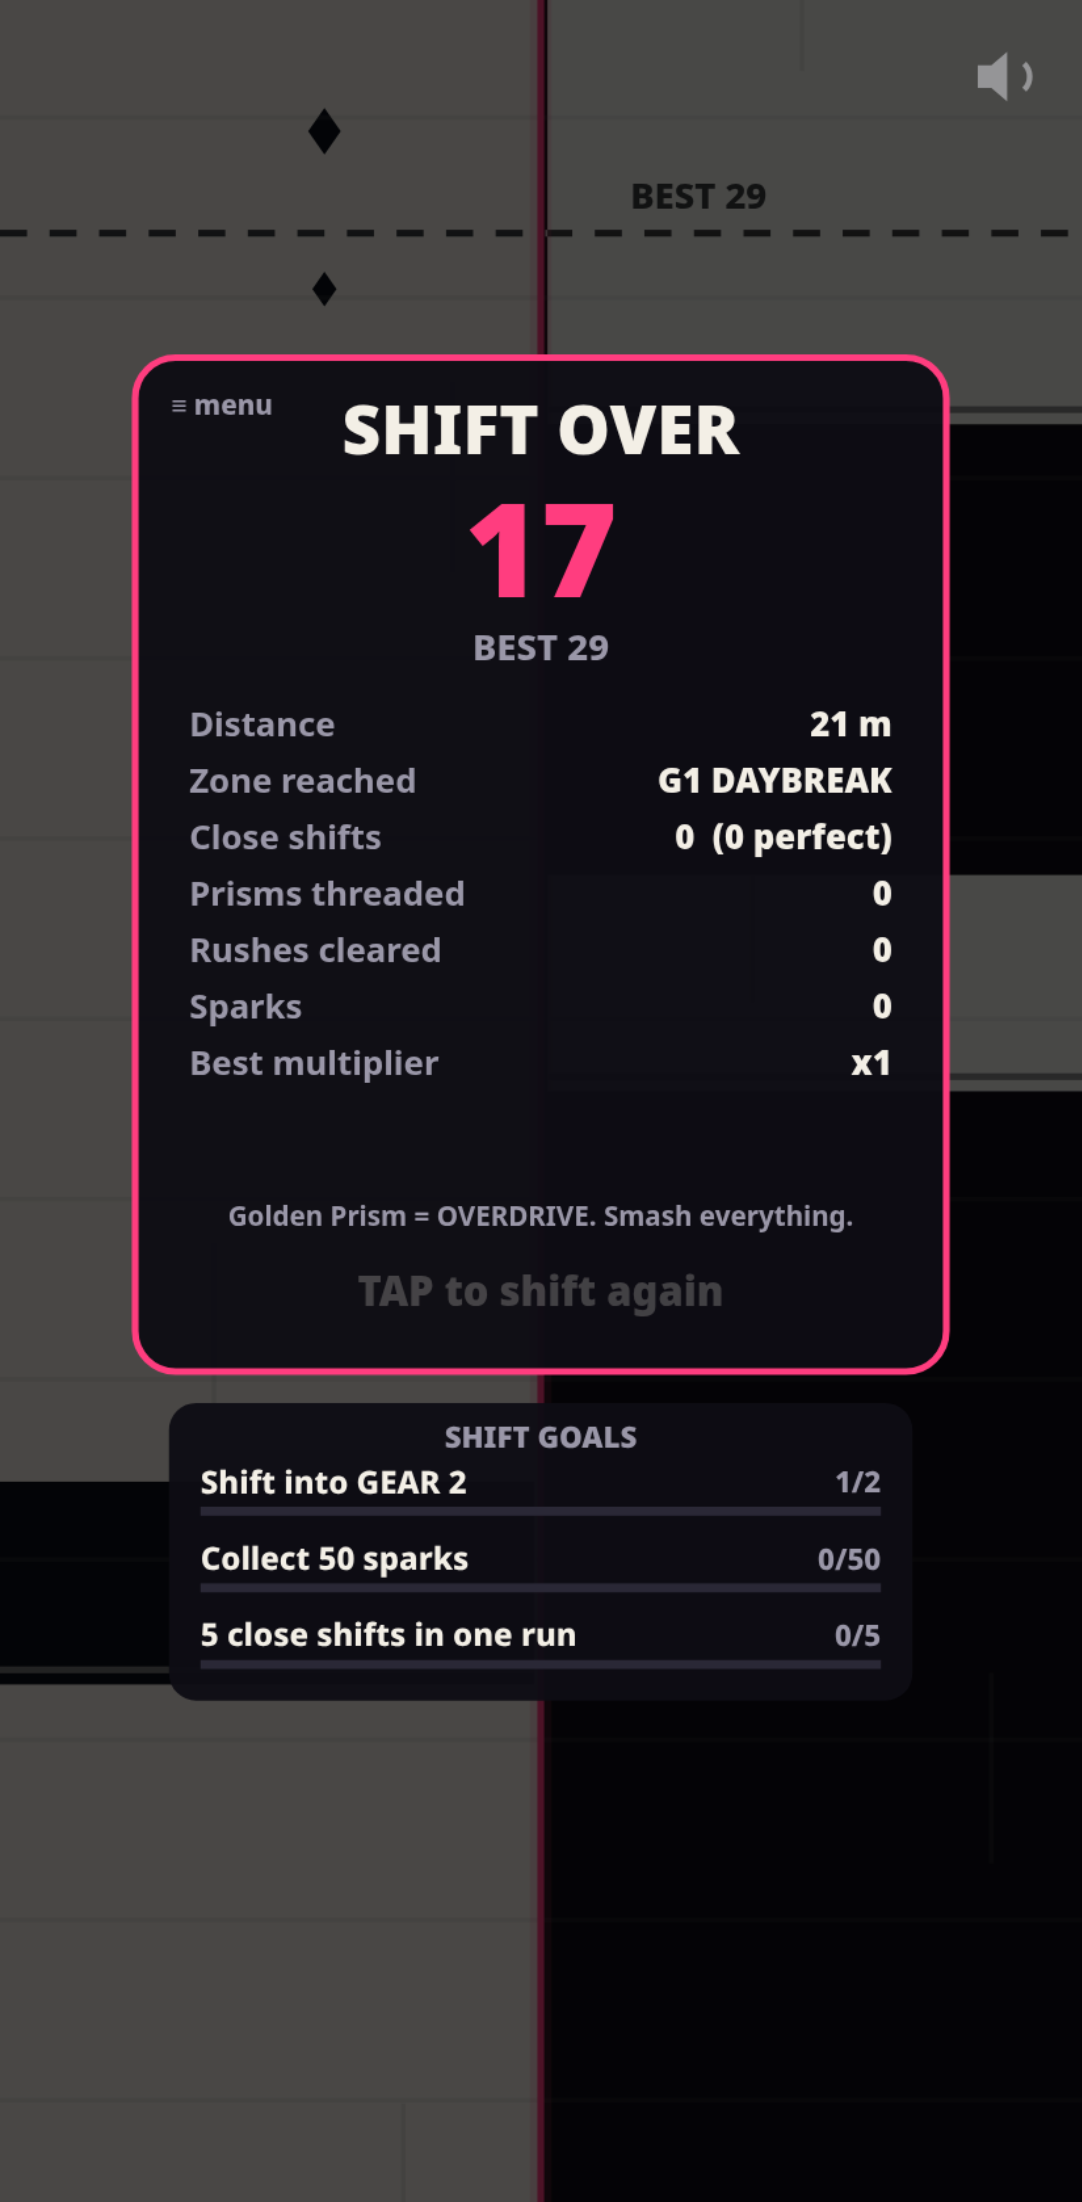 BEST 29
≡ menu
SHIFT OVER
17
BEST 29
Distance 21 m
Zone reached G1 DAYBREAK
Close shifts 0 (0 perfect)
Prisms threaded 0
Rushes cleared 0
Sparks 0
Best multiplier x1
Golden Prism = OVERDRIVE. Smash everything.
TAP to shift again
SHIFT GOALS
Shift into GEAR 2 1/2
Collect 50 sparks 0/50
5 close shifts in one run 0/5